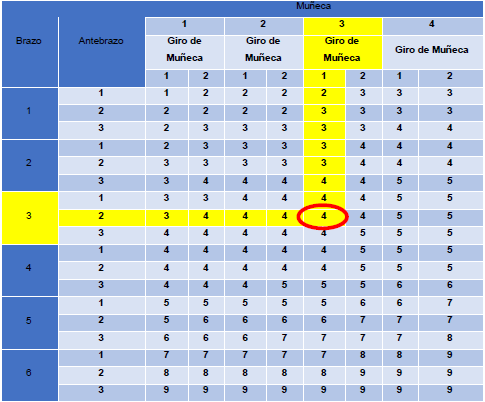 Muñeca
Brazo Antebrazo 1 2 3 4
Giro de Muñeca Giro de Muñeca Giro de Muñeca Giro de Muñeca
1 2 1 2 1 2 1 2
1 1 1 2 2 2 2 3 3 3
2 2 2 2 2 3 3 3 3
3 2 3 3 3 3 3 4 4
2 1 2 3 3 3 3 4 4 4
2 3 3 3 3 3 4 4 4
3 3 4 4 4 4 4 5 5
3 1 3 3 4 4 4 4 5 5
2 3 4 4 4 4 4 5 5
3 4 4 4 4 4 5 5 5
4 1 4 4 4 4 4 5 5 5
2 4 4 4 4 4 5 5 5
3 4 4 4 5 5 5 6 6
5 1 5 5 5 5 5 6 6 7
2 5 6 6 6 6 7 7 7
3 6 6 6 7 7 7 7 8
6 1 7 7 7 7 7 8 8 9
2 8 8 8 8 8 9 9 9
3 9 9 9 9 9 9 9 9